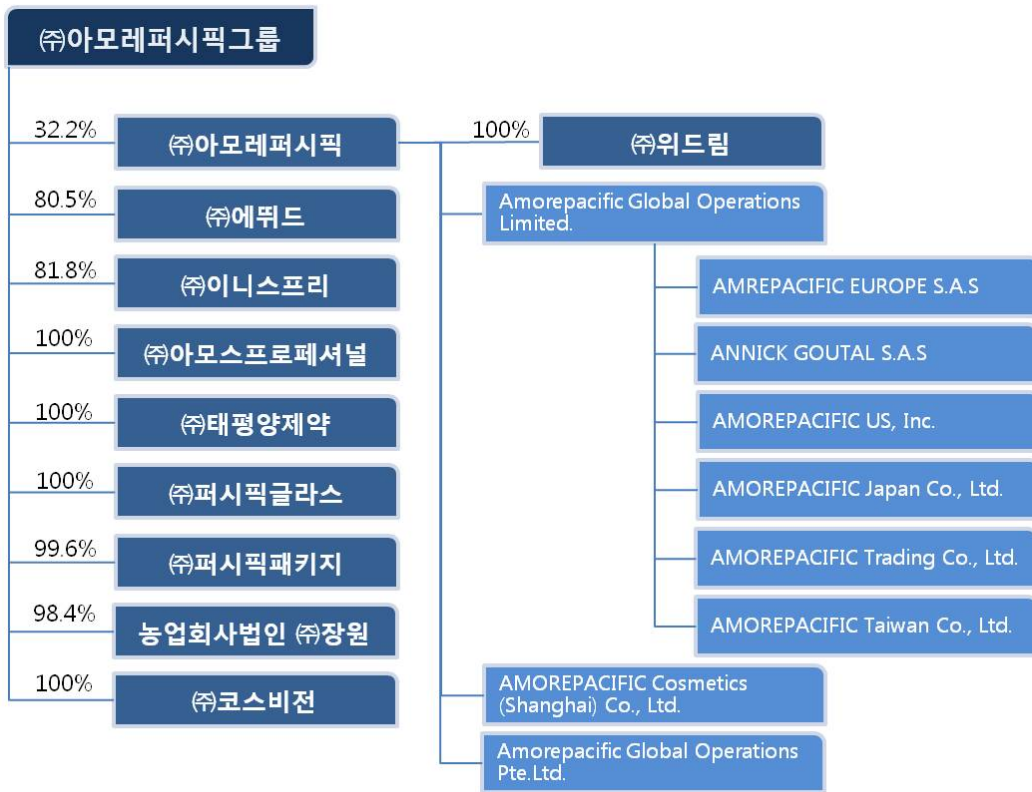 ㈜아모레퍼시픽그룹
32.2%
㈜아모레퍼시픽
100%
㈜위드림
80.5%
㈜에뛰드
Amorepacific Global Operations
Limited.
81.8%
㈜이니스프리
AMREPACIFIC EUROPE S.A.S
100%
㈜아모스프로페셔널
ANNICK GOUTAL S.A.S
100%
㈜태평양제약
AMOREPACIFIC US, Inc.
100%
㈜퍼시픽글라스
AMOREPACIFIC Japan Co., Ltd.
99.6%
㈜퍼시픽패키지
AMOREPACIFIC Trading Co., Ltd.
98.4%
농업회사법인 ㈜장원
AMOREPACIFIC Taiwan Co., Ltd.
100%
㈜코스비전
AMOREPACIFIC Cosmetics
(Shanghai) Co., Ltd.
Amorepacific Global Operations
Pte.Ltd.